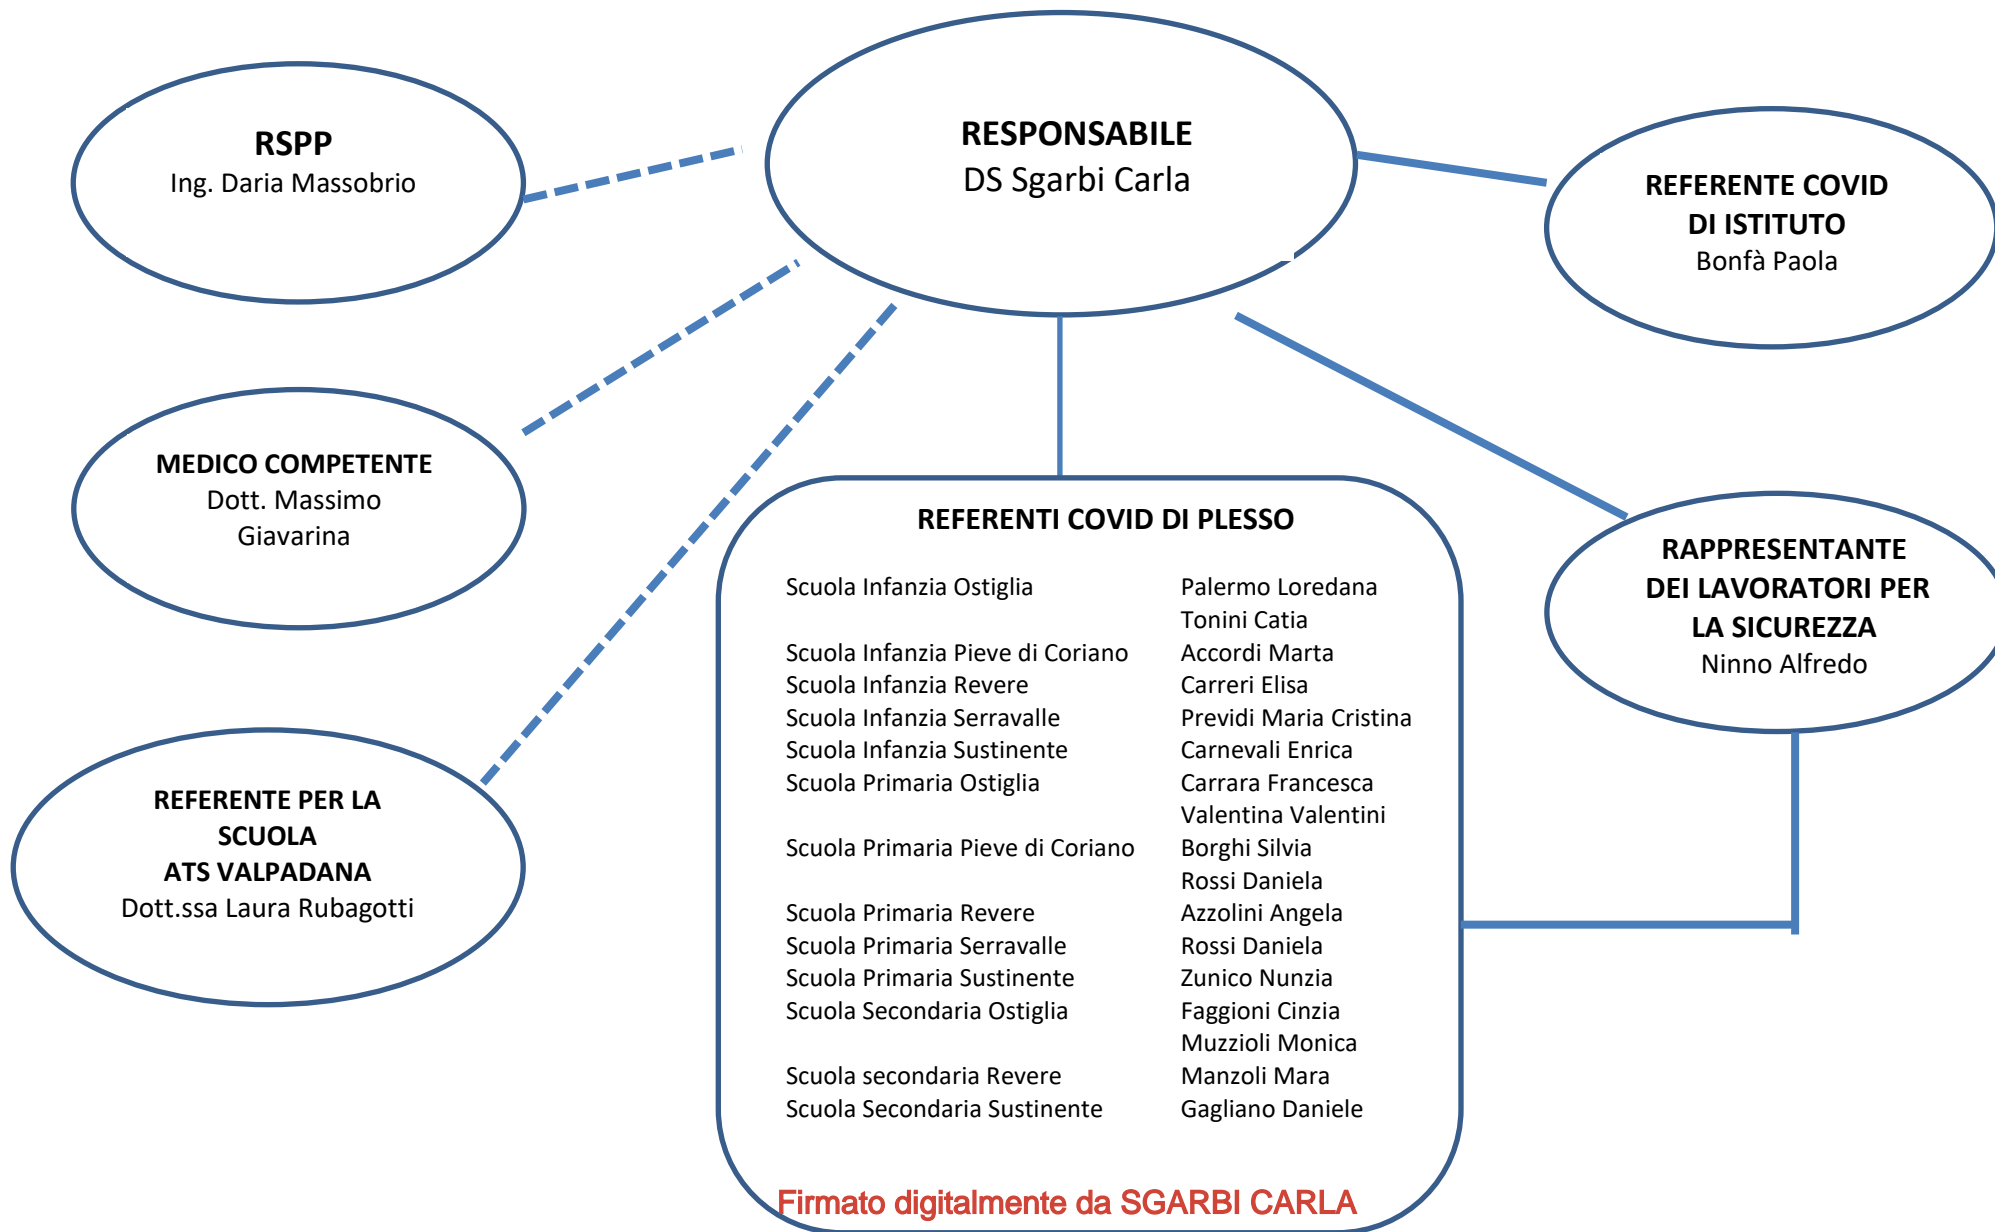 RSPP
Ing. Daria Massobrio
RESPONSABILE
DS Sgarbi Carla
REFERENTE COVID
DI ISTITUTO
Bonfà Paola
MEDICO COMPETENTE
Dott. Massimo
Giavarina
RAPPRESENTANTE
DEI LAVORATORI PER
LA SICUREZZA
Ninno Alfredo
REFERENTE PER LA
SCUOLA
ATS VALPADANA
Dott.ssa Laura Rubagotti
REFERENTI COVID DI PLESSO
Scuola Infanzia Ostiglia Palermo Loredana
Tonini Catia
Scuola Infanzia Pieve di Coriano Accordi Marta
Scuola Infanzia Revere Carreri Elisa
Scuola Infanzia Serravalle Previdi Maria Cristina
Scuola Infanzia Sustinente Carnevali Enrica
Scuola Primaria Ostiglia Carrara Francesca
Valentina Valentini
Scuola Primaria Pieve di Coriano Borghi Silvia
Rossi Daniela
Scuola Primaria Revere Azzolini Angela
Scuola Primaria Serravalle Rossi Daniela
Scuola Primaria Sustinente Zunico Nunzia
Scuola Secondaria Ostiglia Faggioni Cinzia
Muzzioli Monica
Scuola secondaria Revere Manzoli Mara
Scuola Secondaria Sustinente Gagliano Daniele
Firmato digitalmente da SGARBI CARLA